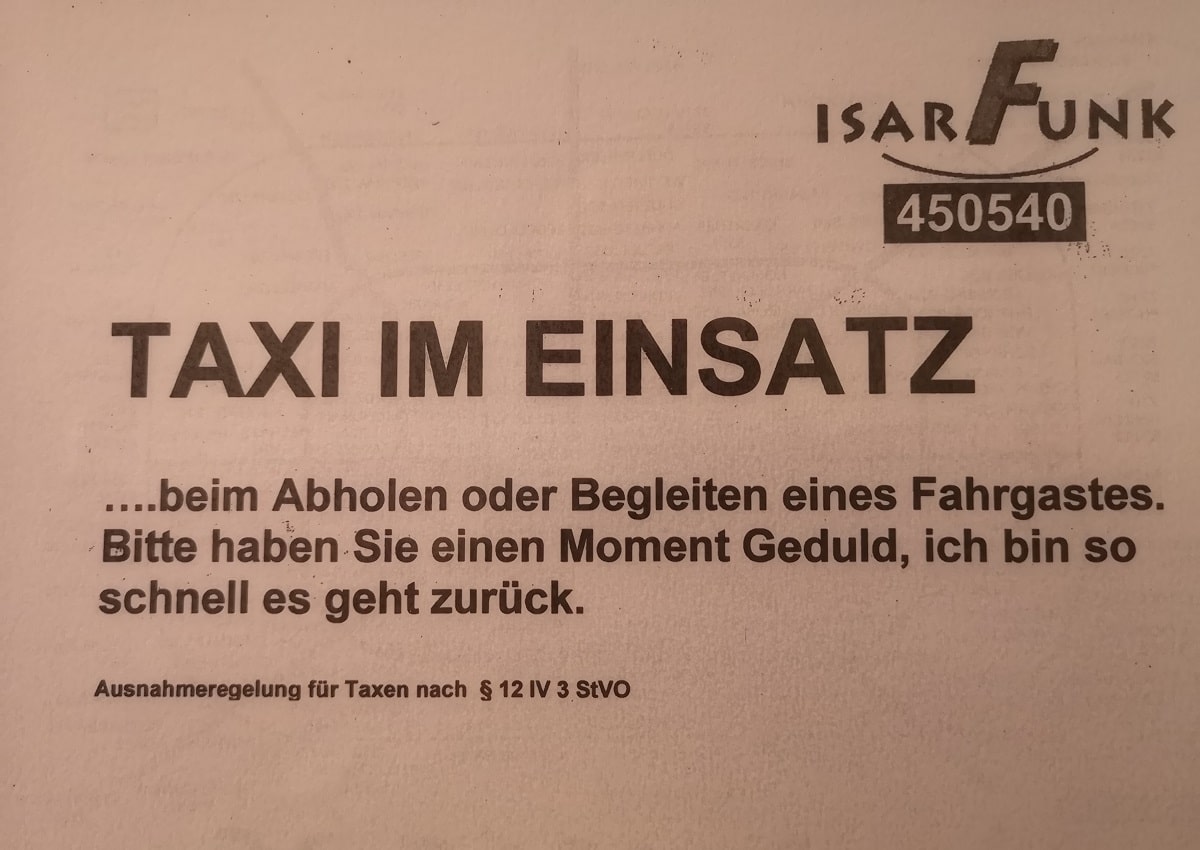 ISARFUNK
450540
TAXI IM EINSATZ
....beim Abholen oder Begleiten eines Fahrgastes.
Bitte haben Sie einen Moment Geduld, ich bin so
schnell es geht zurück.
Ausnahmeregelung für Taxen nach § 12 IV 3 StVO